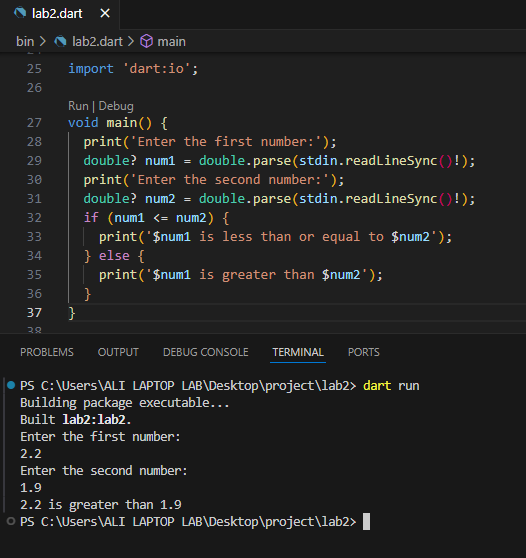 lab2.dart ×
bin > lab2.dart > main
25 import 'dart:io';
26
Run | Debug
27 void main() {
28 print('Enter the first number:');
29 double? num1 = double.parse(stdin.readLineSync()!);
30 print('Enter the second number:');
31 double? num2 = double.parse(stdin.readLineSync()!);
32 if (num1 <= num2) {
33 print('$num1 is less than or equal to $num2');
34 } else {
35 print('$num1 is greater than $num2');
36 }
37 }
38
PROBLEMS OUTPUT DEBUG CONSOLE TERMINAL PORTS
PS C:\Users\ALI LAPTOP LAB\Desktop\project\lab2> dart run
Building package executable...
Built lab2:lab2.
Enter the first number:
2.2
Enter the second number:
1.9
2.2 is greater than 1.9
PS C:\Users\ALI LAPTOP LAB\Desktop\project\lab2>